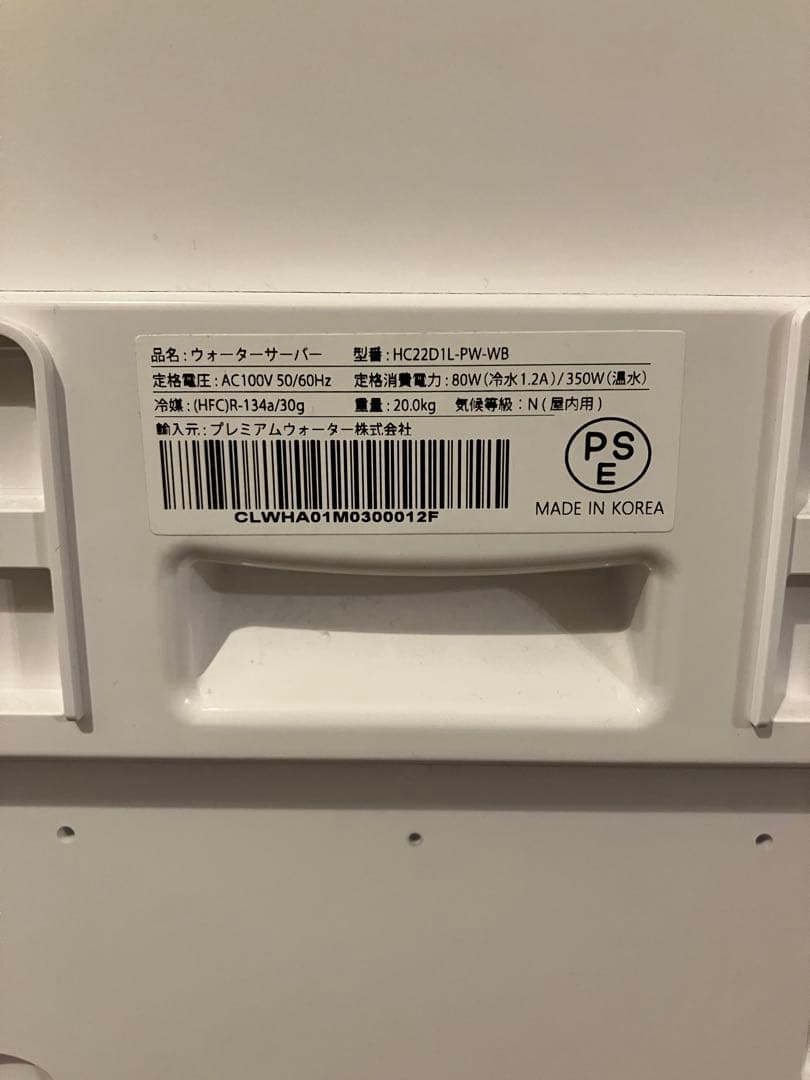 品名:ウォーターサーバー 型番:HC22D1L-PW-WB
定格電圧:AC100V 50/60Hz 定格消費電力:80W(冷水1.2A)/350W(温水)
冷媒:(HFC)R-134a/30g 重量:20.0kg 気候等級:N(屋内用)
輸入元:プレミアムウォーター株式会社
PS
E
CLWHA01M0300012F
MADE IN KOREA